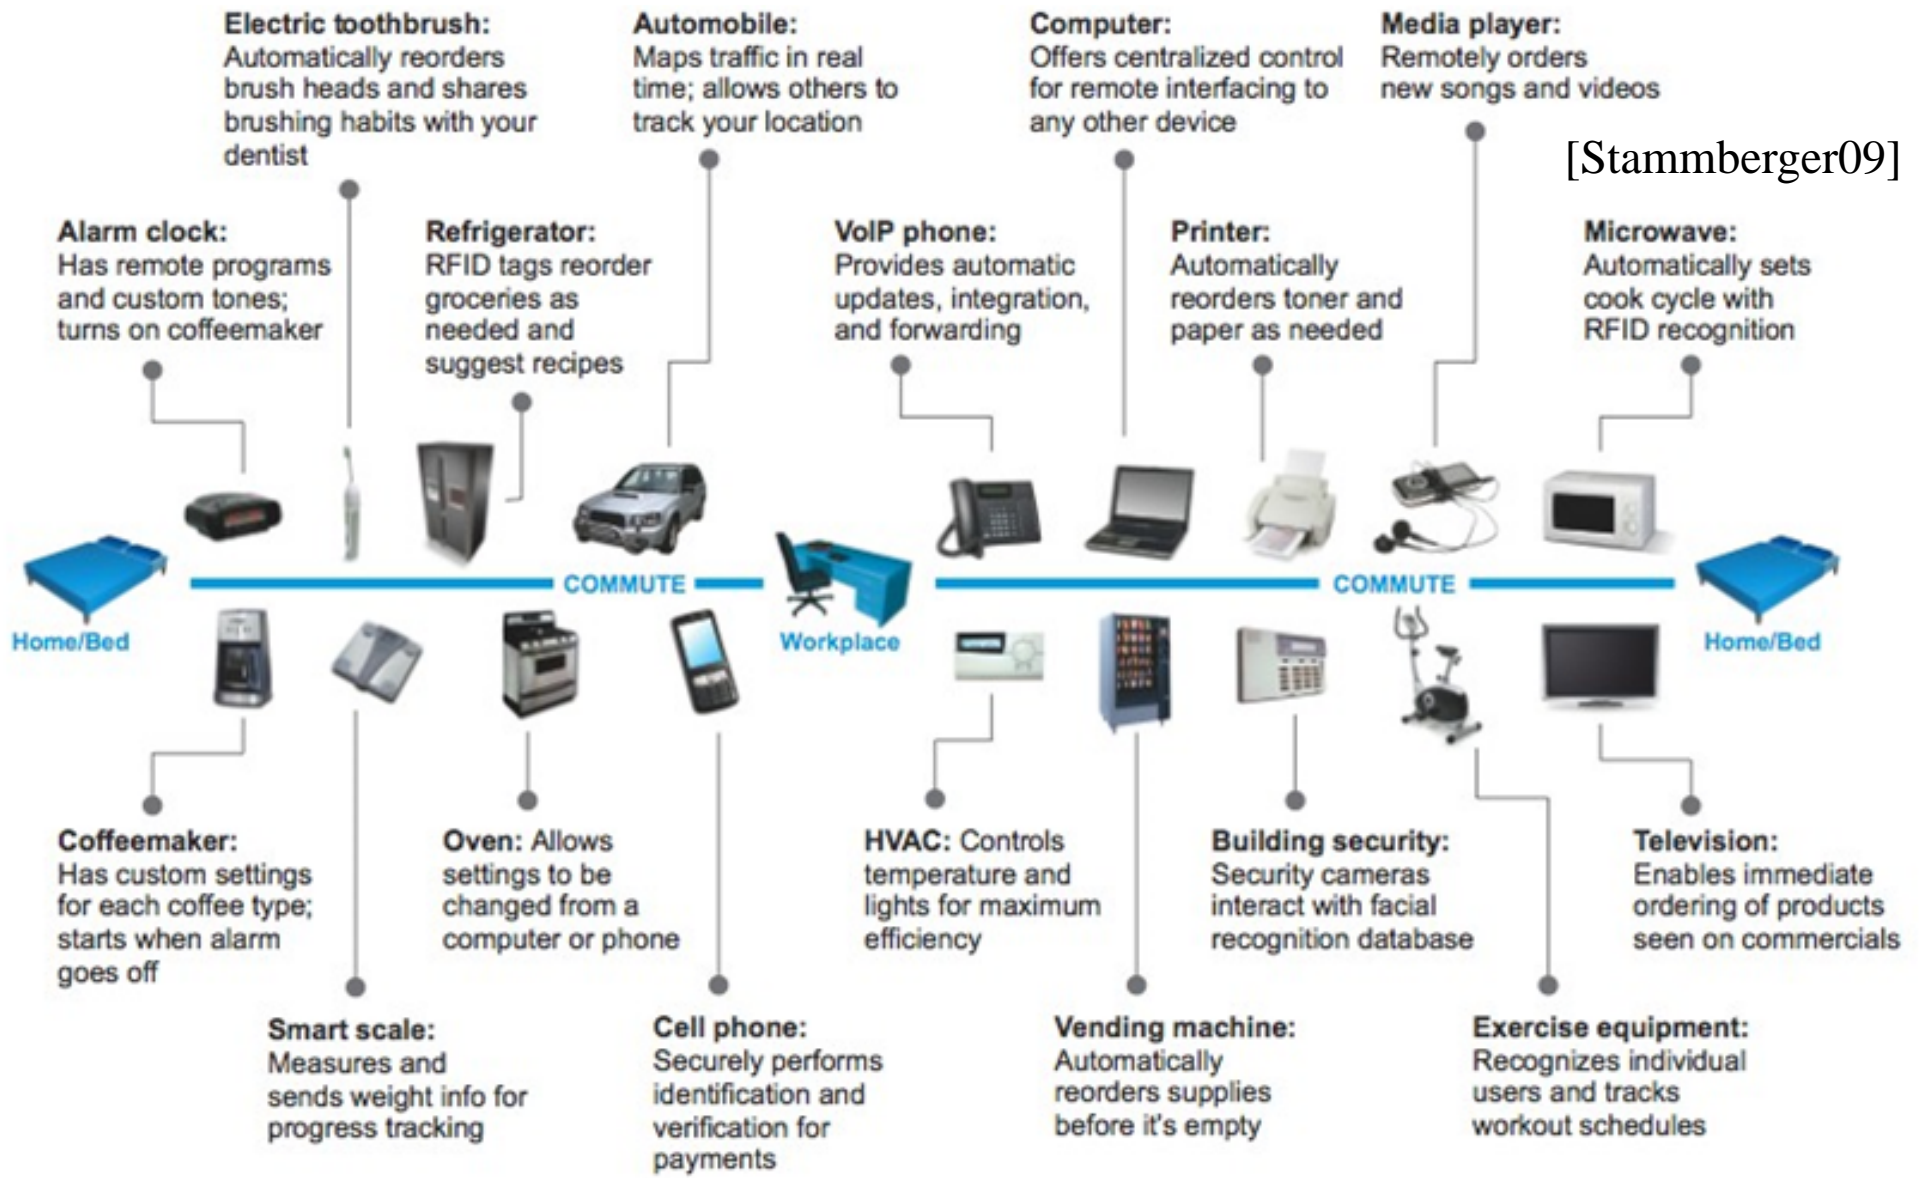 Electric toothbrush:
Automatically reorders
brush heads and shares
brushing habits with your
dentist
Automobile:
Maps traffic in real
time; allows others to
track your location
Computer:
Offers centralized control
for remote interfacing to
any other device
Media player:
Remotely orders
new songs and videos
[Stammberger09]
Alarm clock:
Has remote programs
and custom tones;
turns on coffeemaker
Refrigerator:
RFID tags reorder
groceries as
needed and
suggest recipes
VoIP phone:
Provides automatic
updates, integration,
and forwarding
Printer:
Automatically
reorders toner and
paper as needed
Microwave:
Automatically sets
cook cycle with
RFID recognition
COMMUTE
COMMUTE
Home/Bed
Workplace
Home/Bed
Coffeemaker:
Has custom settings
for each coffee type;
starts when alarm
goes off
Oven: Allows
settings to be
changed from a
computer or phone
HVAC: Controls
temperature and
lights for maximum
efficiency
Building security:
Security cameras
interact with facial
recognition database
Television:
Enables immediate
ordering of products
seen on commercials
Smart scale:
Measures and
sends weight info for
progress tracking
Cell phone:
Securely performs
identification and
verification for
payments
Vending machine:
Automatically
reorders supplies
before it's empty
Exercise equipment:
Recognizes individual
users and tracks
workout schedules